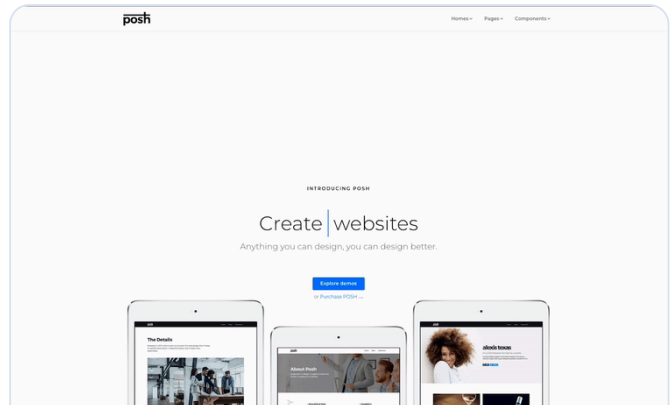 posh
Homes Pages Components
INTRODUCING POSH
Create websites
Anything you can design, you can design better.
Explore demos
or Purchase POSH
The Details
About Posh
alexis texas